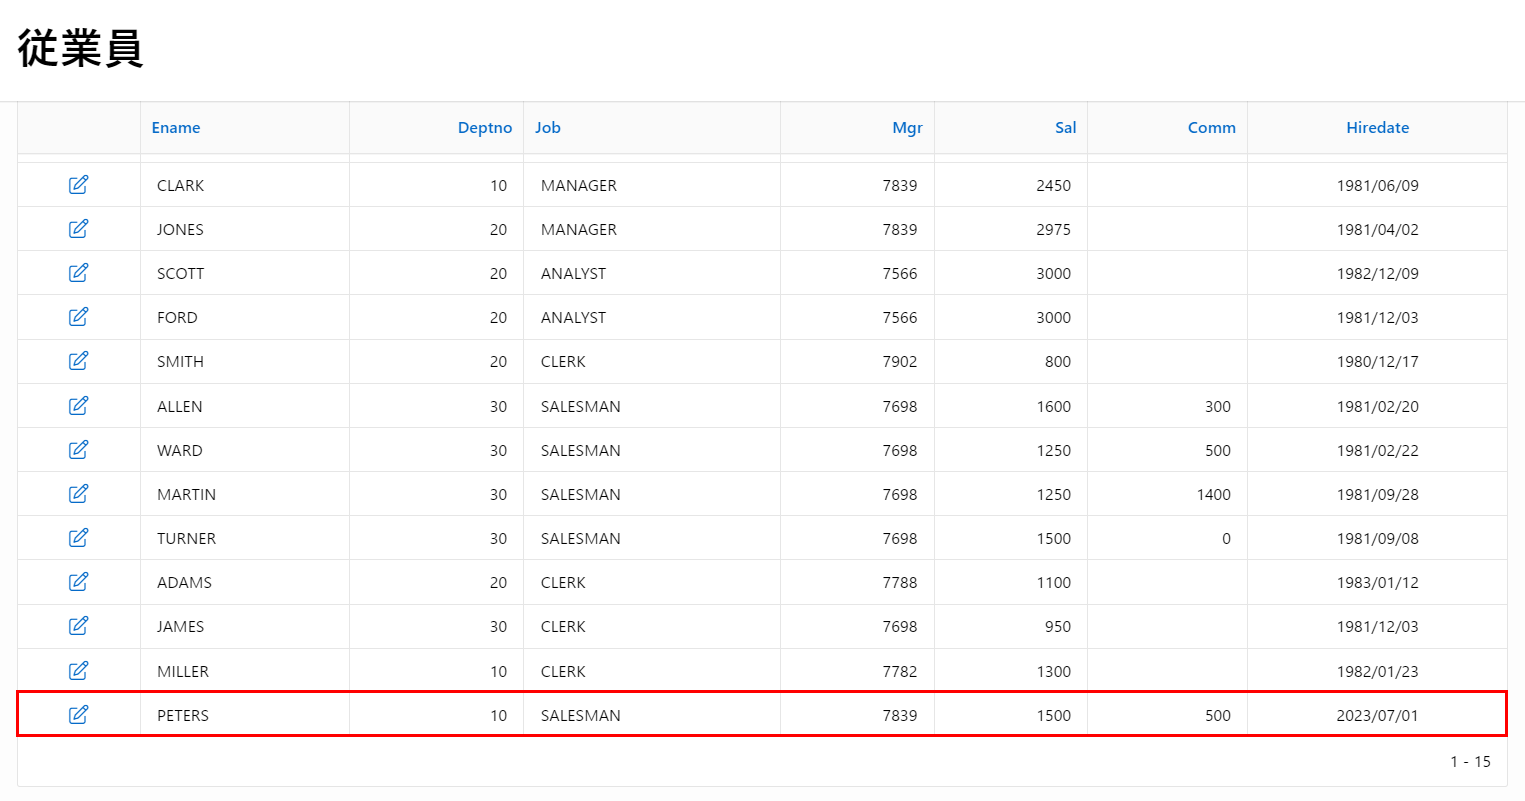 従業員
Ename Deptno Job Mgr Sal Comm Hiredate
CLARK 10 MANAGER 7839 2450 1981/06/09
JONES 20 MANAGER 7839 2975 1981/04/02
SCOTT 20 ANALYST 7566 3000 1982/12/09
FORD 20 ANALYST 7566 3000 1981/12/03
SMITH 20 CLERK 7902 800 1980/12/17
ALLEN 30 SALESMAN 7698 1600 300 1981/02/20
WARD 30 SALESMAN 7698 1250 500 1981/02/22
MARTIN 30 SALESMAN 7698 1250 1400 1981/09/28
TURNER 30 SALESMAN 7698 1500 0 1981/09/08
ADAMS 20 CLERK 7788 1100 1983/01/12
JAMES 30 CLERK 7698 950 1981/12/03
MILLER 10 CLERK 7782 1300 1982/01/23
PETERS 10 SALESMAN 7839 1500 500 2023/07/01
1 - 15